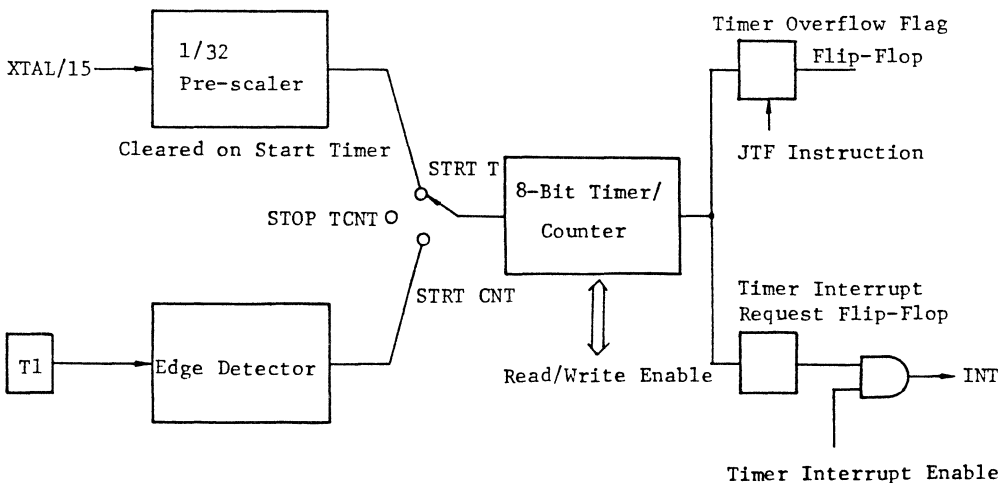 Timer Overflow Flag
Flip-Flop
1/32
Pre-scaler
XTAL/15
Cleared on Start Timer
JTF Instruction
STRT T
8-Bit Timer/
Counter
STOP TCNT
STRT CNT
Timer Interrupt
Request Flip-Flop
T1
Edge Detector
Read/Write Enable
INT
Timer Interrupt Enable